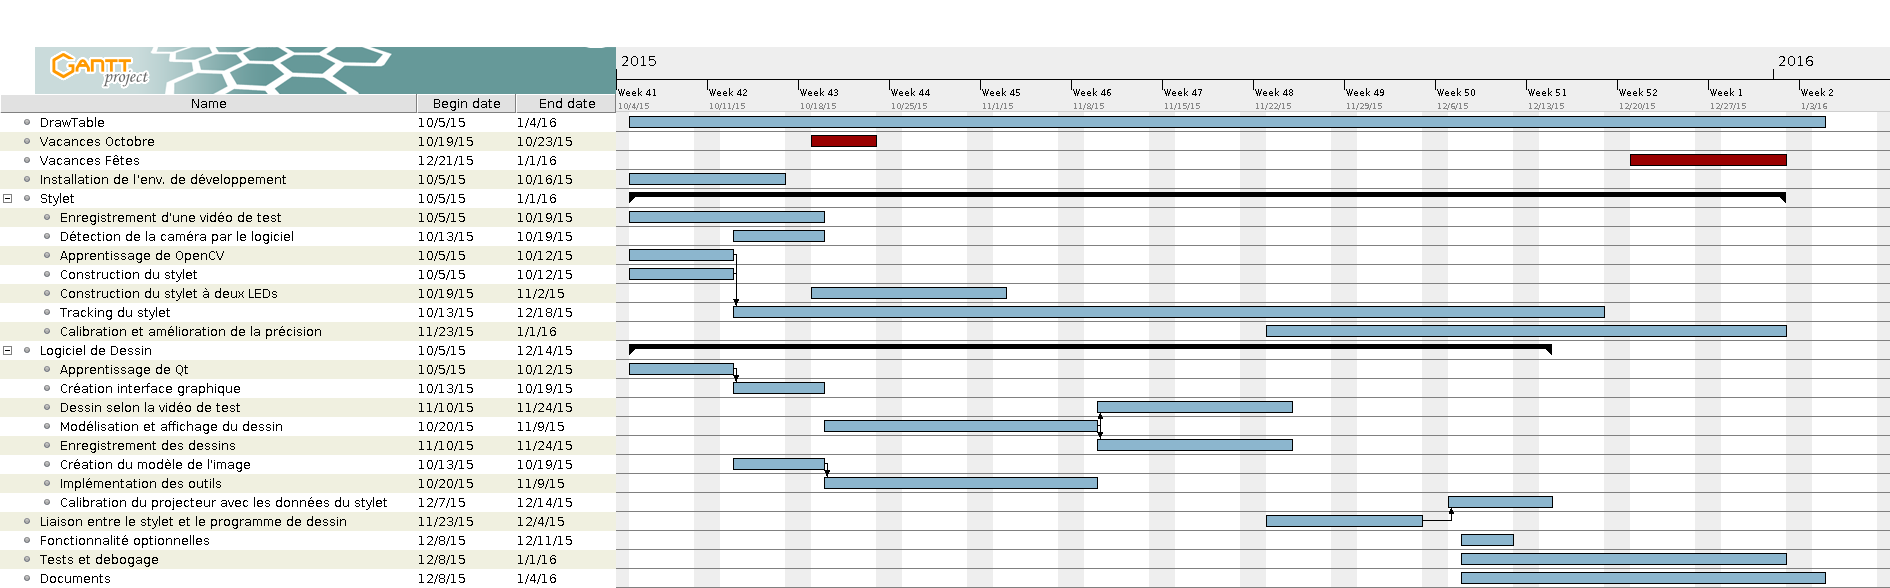 2015 2016
GANTT
project
Week 41 Week 42 Week 43 Week 44 Week 45 Week 46 Week 47 Week 48 Week 49 Week 50 Week 51 Week 52 Week 1 Week 2
Name Begin date End date 10/4/15 10/11/15 10/18/15 10/25/15 11/1/15 11/8/15 11/15/15 11/22/15 11/29/15 12/6/15 12/13/15 12/20/15 12/27/15 1/3/16
DrawTable 10/5/15 1/4/16
Vacances Octobre 10/19/15 10/23/15
Vacances Fêtes 12/21/15 1/1/16
Installation de l'env. de développement 10/5/15 10/16/15
Stylet 10/5/15 1/1/16
Enregistrement d'une vidéo de test 10/5/15 10/19/15
Détection de la caméra par le logiciel 10/13/15 10/19/15
Apprentissage de OpenCV 10/5/15 10/12/15
Construction du stylet 10/5/15 10/12/15
Construction du stylet à deux LEDs 10/19/15 11/2/15
Tracking du stylet 10/13/15 12/18/15
Calibration et amélioration de la précision 11/23/15 1/1/16
Logiciel de Dessin 10/5/15 12/14/15
Apprentissage de Qt 10/5/15 10/12/15
Création interface graphique 10/13/15 10/19/15
Dessin selon la vidéo de test 11/10/15 11/24/15
Modélisation et affichage du dessin 10/20/15 11/9/15
Enregistrement des dessins 11/10/15 11/24/15
Création du modèle de l'image 10/13/15 10/19/15
Implémentation des outils 10/20/15 11/9/15
Calibration du projecteur avec les données du stylet 12/7/15 12/14/15
Liaison entre le stylet et le programme de dessin 11/23/15 12/4/15
Fonctionnalité optionnelles 12/8/15 12/11/15
Tests et debogage 12/8/15 1/1/16
Documents 12/8/15 1/4/16